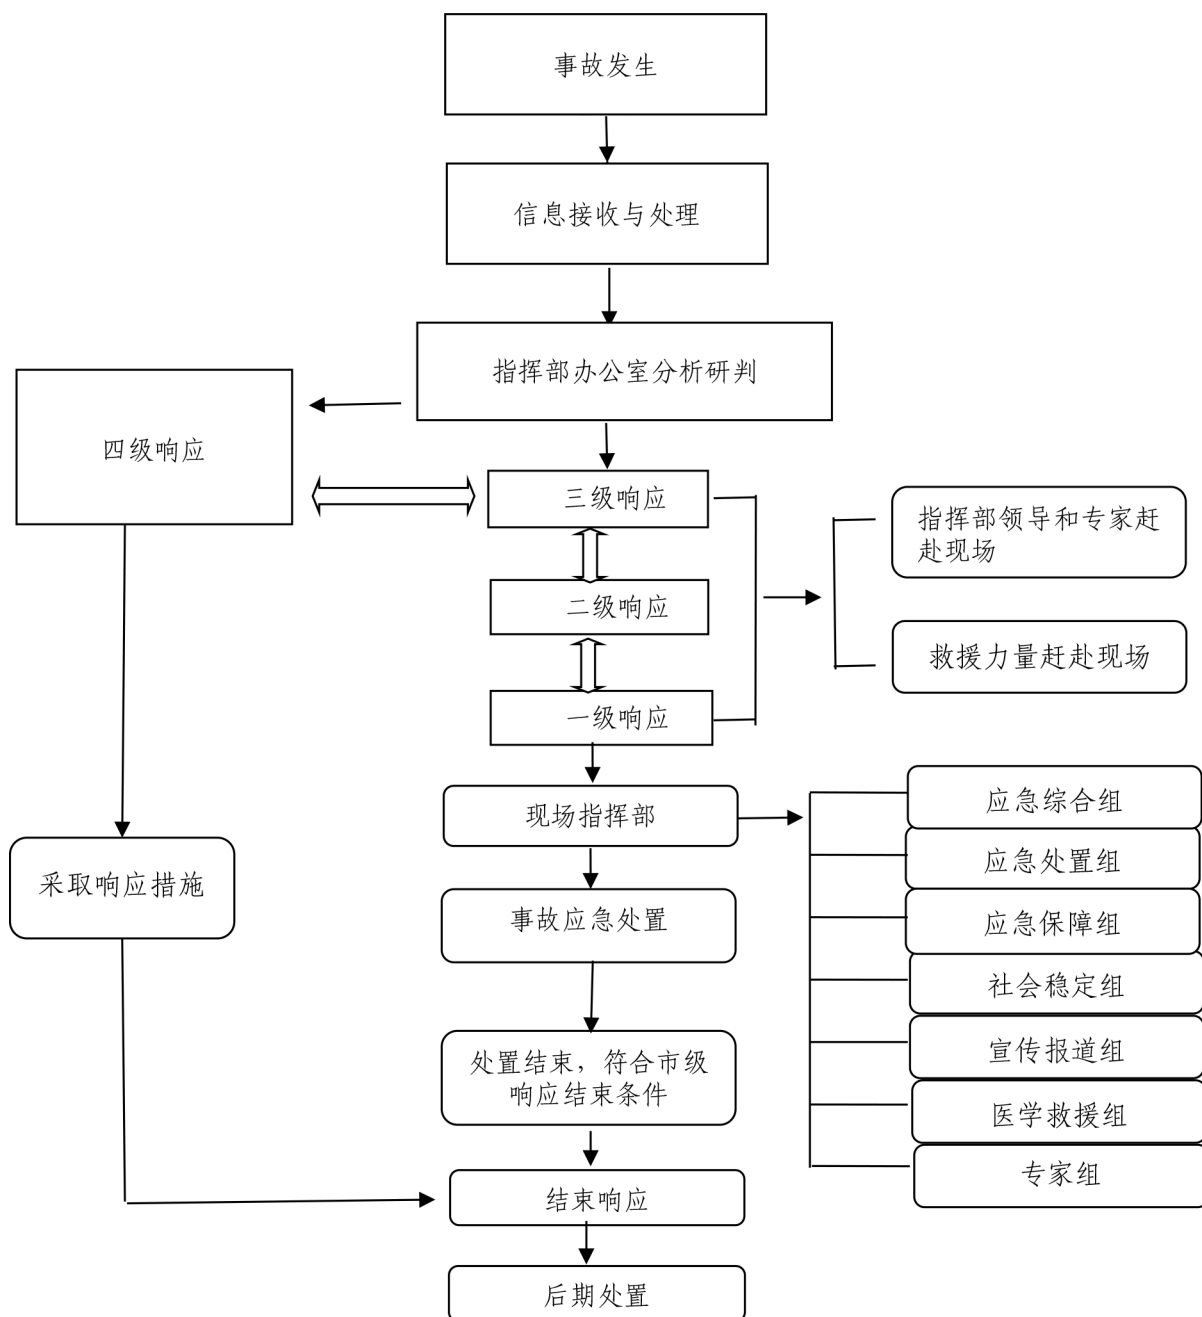 事故发生
信息接收与处理
指挥部办公室分析研判
四级响应
三级响应
指挥部领导和专家赶
赴现场
二级响应
救援力量赶赴现场
一级响应
现场指挥部
应急综合组
应急处置组
采取响应措施
事故应急处置
应急保障组
社会稳定组
宣传报道组
处置结束，符合市级
响应结束条件
医学救援组
专家组
结束响应
后期处置